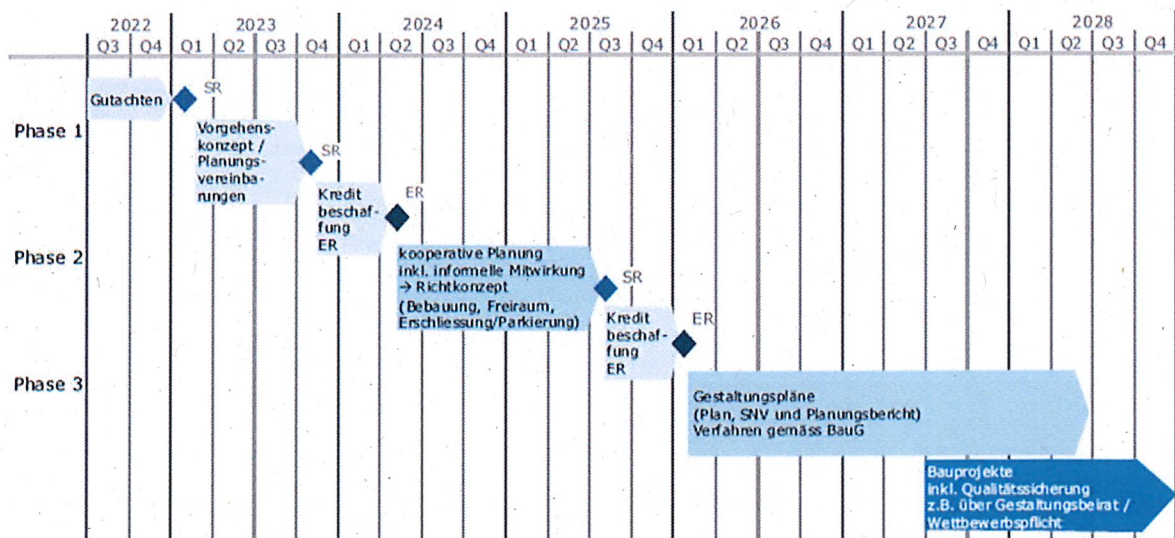 2022 2023 2024 2025 2026 2027 2028
Q3 Q4 Q1 Q2 Q3 Q4 Q1 Q2 Q3 Q4 Q1 Q2 Q3 Q4 Q1 Q2 Q3 Q4 Q1 Q2 Q3 Q4 Q1 Q2 Q3 Q4
Phase 1
Gutachten
SR
Vorgehens-
konzept /
Planungs-
vereinba-
rungen
SR
Kredit
beschaf-
fung
ER
ER
Phase 2
kooperative Planung
inkl. informelle Mitwirkung
→ Richtkonzept
(Bebauung, Freiraum,
Erschliessung/Parkierung)
SR
Kredit
beschaf-
fung
ER
ER
Phase 3
Gestaltungspläne
(Plan, SNV und Planungsbericht)
Verfahren gemäss BauG
Bauprojekte
inkl. Qualitätssicherung
z.B. über Gestaltungsbeirat /
Wettbewerbspflicht